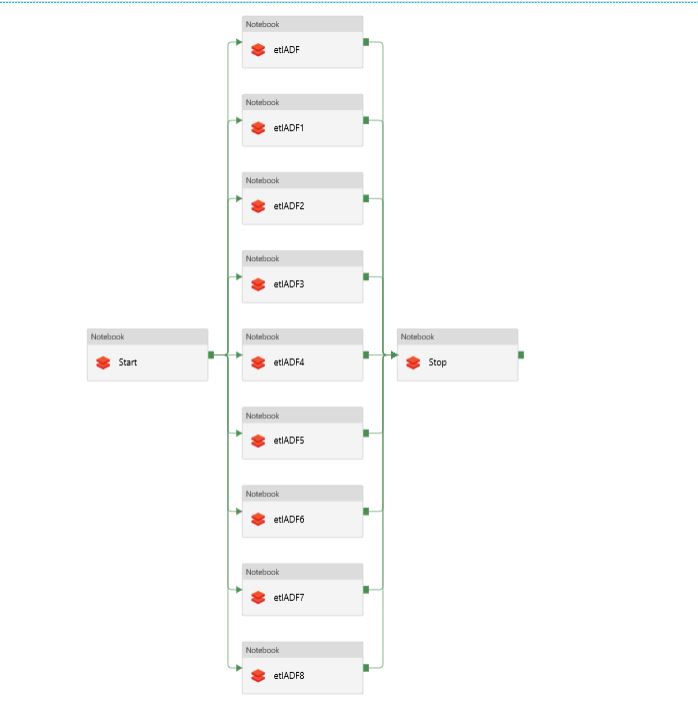 Notebook
etlADF
Notebook
etlADF1
Notebook
etlADF2
Notebook
etlADF3
Notebook
Start
Notebook
etlADF4
Notebook
Stop
Notebook
etlADF5
Notebook
etlADF6
Notebook
etlADF7
Notebook
etlADF8